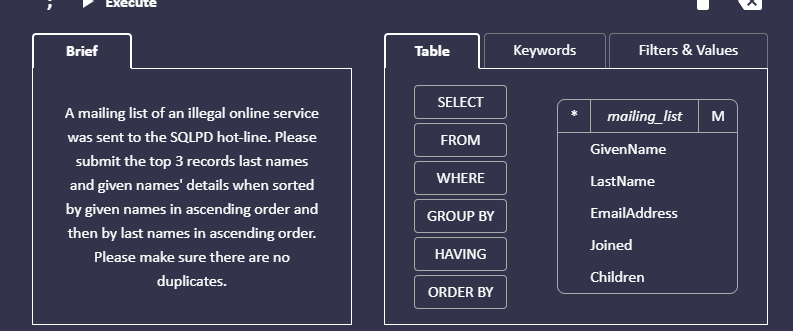 ; Execute
Brief
A mailing list of an illegal online service
was sent to the SQLPD hot-line. Please
submit the top 3 records last names
and given names' details when sorted
by given names in ascending order and
then by last names in ascending order.
Please make sure there are no
duplicates.
Table Keywords Filters & Values
SELECT
FROM
WHERE
GROUP BY
HAVING
ORDER BY
* mailing_list M
GivenName
LastName
EmailAddress
Joined
Children